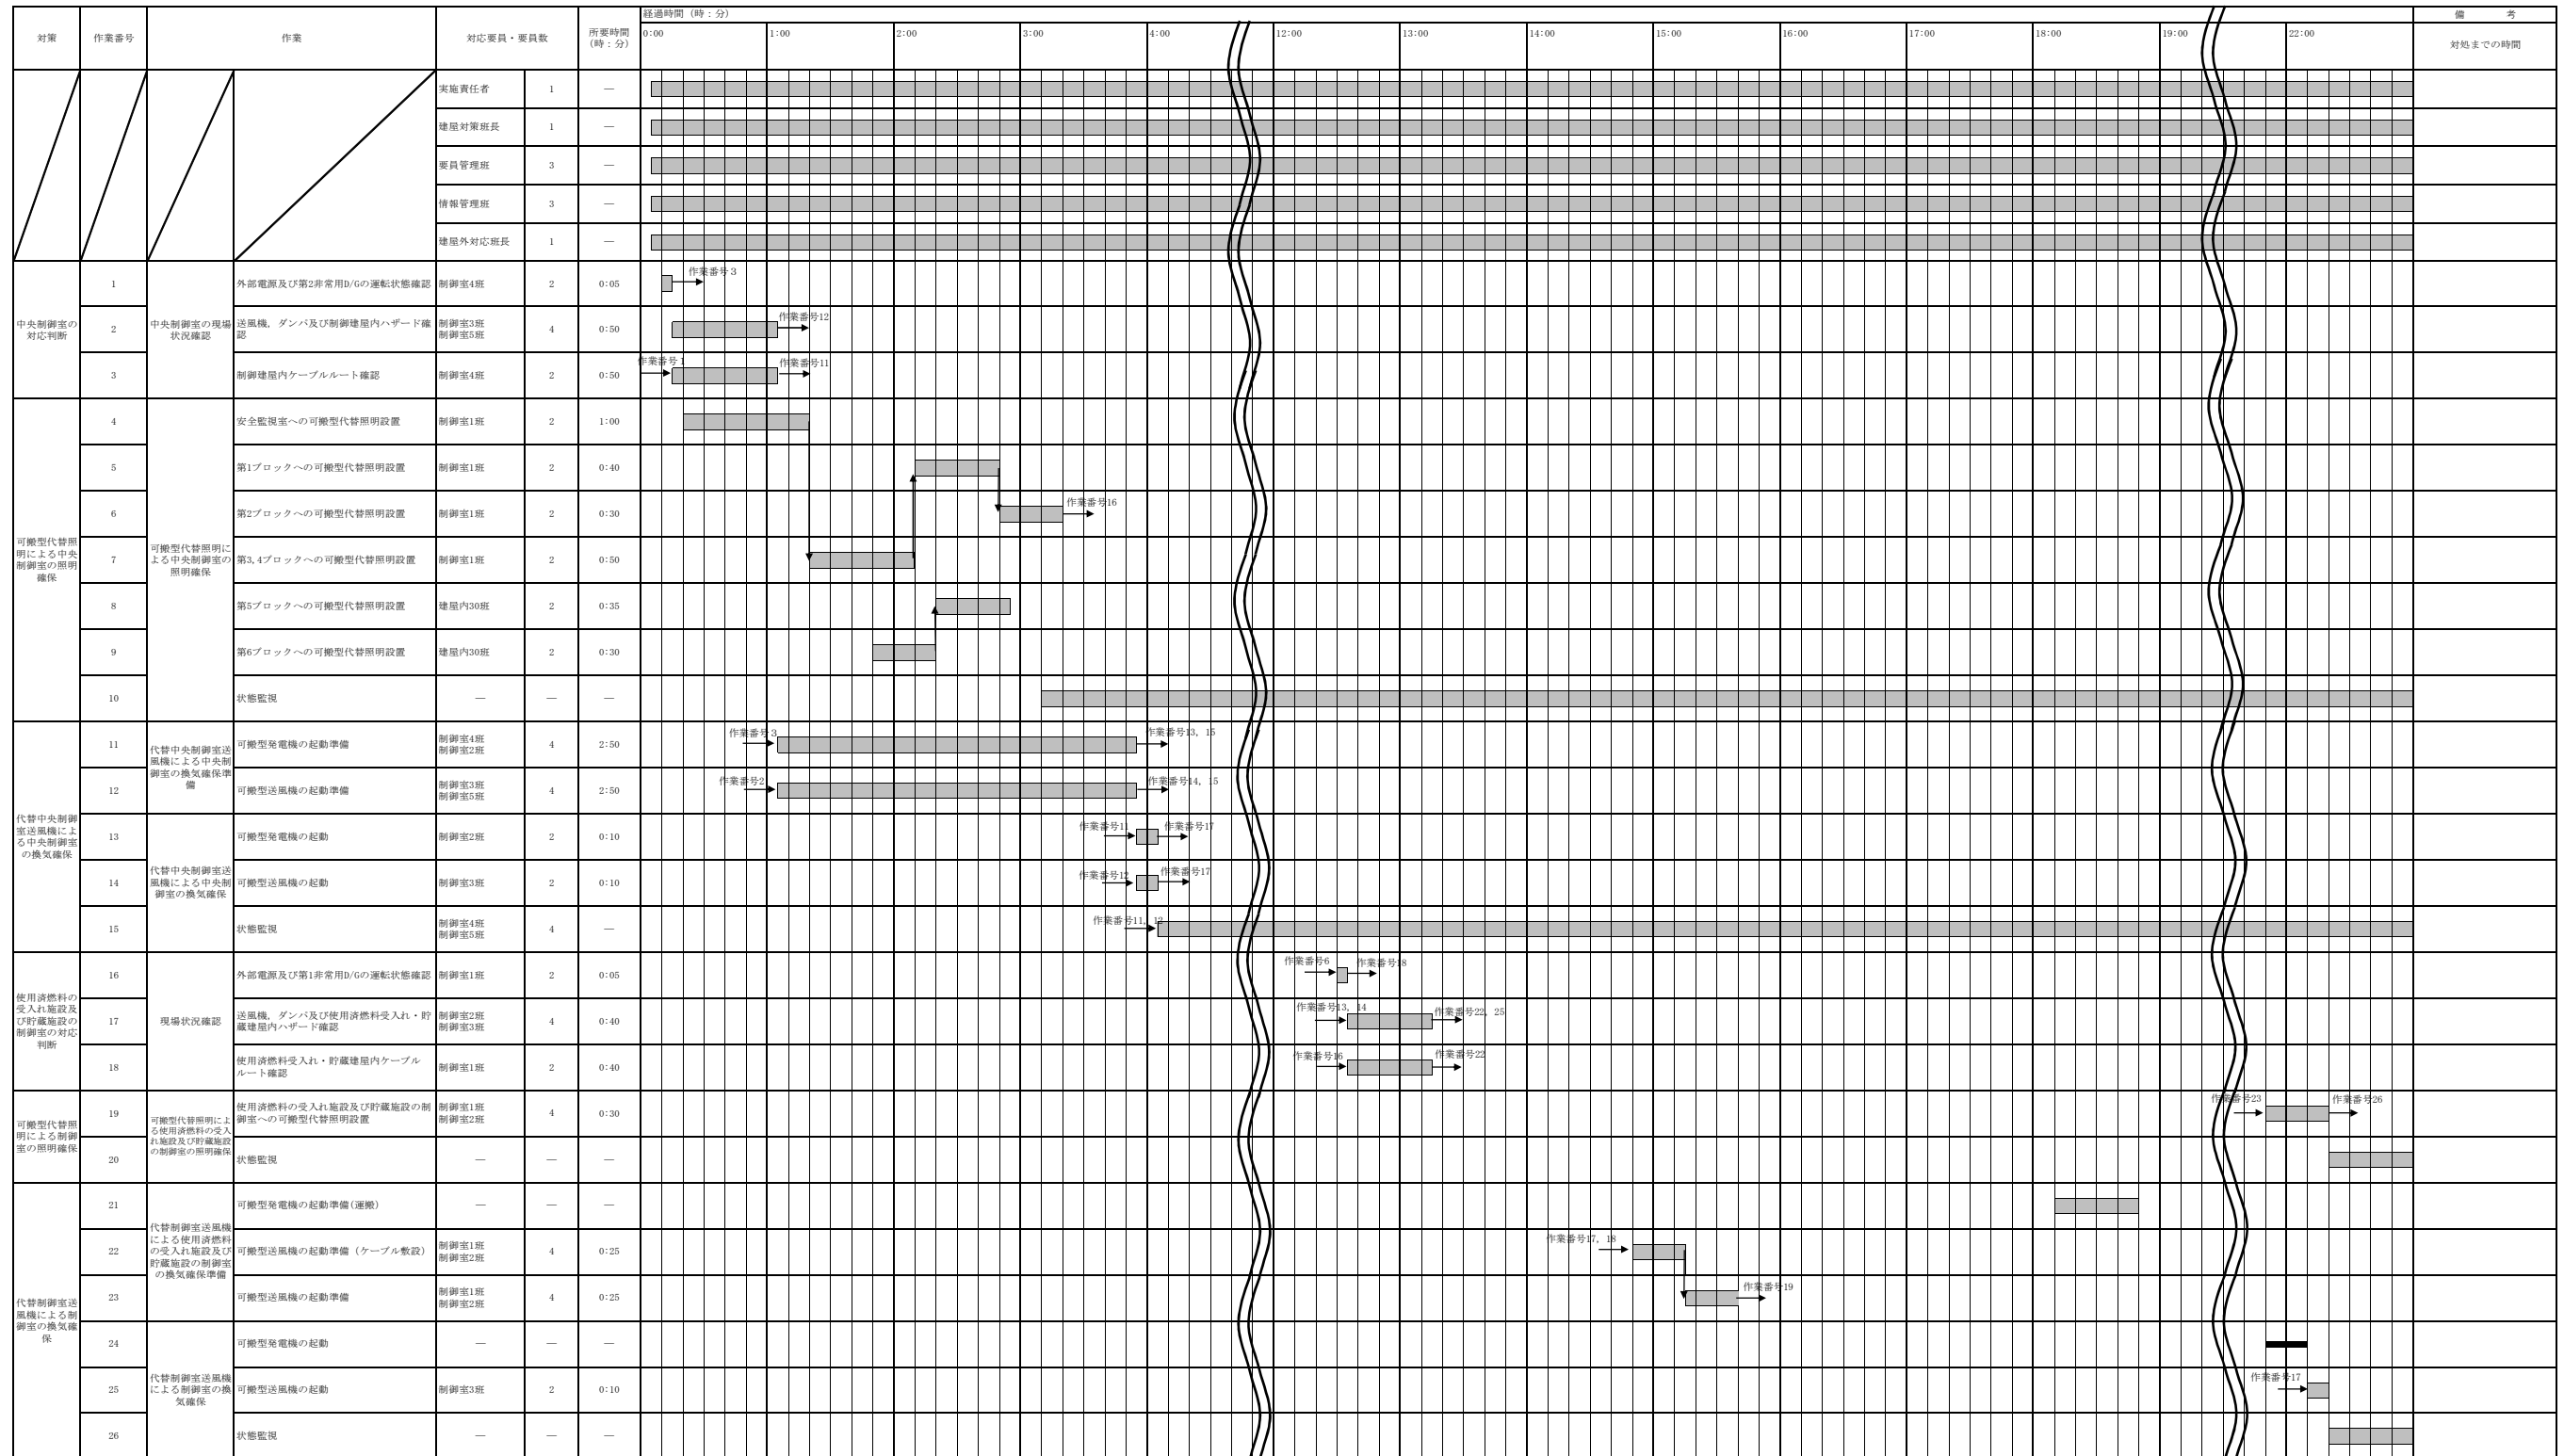 経過時間（時：分）
備　考
対策 作業番号 作業 対応要員・要員数 所要時間（時：分） 0:00 1:00 2:00 3:00 4:00 12:00 13:00 14:00 15:00 16:00 17:00 18:00 19:00 22:00 対処までの時間
実施責任者 1 ―
建屋対策班長 1 ―
要員管理班 3 ―
情報管理班 3 ―
建屋外対応班長 1 ―
中央制御室の対応判断
中央制御室の現場状況確認
1 外部電源及び第2非常用D/Gの運転状態確認 制御室4班 2 0:05 作業番号３
2 送風機，ダンパ及び制御建屋内ハザード確認 制御室3班 制御室5班 4 0:50 作業番号12
3 制御建屋内ケーブルルート確認 制御室4班 2 0:50 作業番号１ 作業番号11
可搬型代替照明による中央制御室の照明確保
可搬型代替照明による中央制御室の照明確保
4 安全監視室への可搬型代替照明設置 制御室1班 2 1:00
5 第1ブロックへの可搬型代替照明設置 制御室1班 2 0:40
6 第2ブロックへの可搬型代替照明設置 制御室1班 2 0:30 作業番号16
7 第3,4ブロックへの可搬型代替照明設置 制御室1班 2 0:50
8 第5ブロックへの可搬型代替照明設置 建屋内30班 2 0:35
9 第6ブロックへの可搬型代替照明設置 建屋内30班 2 0:30
10 状態監視 ― ― ―
代替中央制御室送風機による中央制御室の換気確保
代替中央制御室送風機による中央制御室の換気確保準備
11 可搬型発電機の起動準備 制御室4班 制御室2班 4 2:50 作業番号３ 作業番号13, 15
12 可搬型送風機の起動準備 制御室3班 制御室5班 4 2:50 作業番号2 作業番号14, 15
代替中央制御室送風機による中央制御室の換気確保
13 可搬型発電機の起動 制御室2班 2 0:10 作業番号11 作業番号17
14 可搬型送風機の起動 制御室3班 2 0:10 作業番号12 作業番号17
15 状態監視 制御室4班 制御室5班 4 ― 作業番号11, 12
使用済燃料の受入れ施設及び貯蔵施設の制御室の対応判断
現場状況確認
16 外部電源及び第1非常用D/Gの運転状態確認 制御室1班 2 0:05 作業番号6 作業番号18
17 送風機，ダンパ及び使用済燃料受入れ・貯蔵建屋内ハザード確認 制御室2班 制御室3班 4 0:40 作業番号13, 14 作業番号22, 25
18 使用済燃料受入れ・貯蔵建屋内ケーブルルート確認 制御室1班 2 0:40 作業番号16 作業番号22
可搬型代替照明による制御室の照明確保
可搬型代替照明による使用済燃料の受入れ施設及び貯蔵施設の制御室の照明確保
19 使用済燃料の受入れ施設及び貯蔵施設の制御室への可搬型代替照明設置 制御室1班 制御室2班 4 0:30 作業番号23 作業番号26
20 状態監視 ― ― ―
代替制御室送風機による制御室の換気確保
代替制御室送風機による使用済燃料の受入れ施設及び貯蔵施設の制御室の換気確保準備
21 可搬型発電機の起動準備(運搬) ― ― ―
22 可搬型送風機の起動準備（ケーブル敷設） 制御室1班 制御室2班 4 0:25 作業番号17, 18
23 可搬型送風機の起動準備 制御室1班 制御室2班 4 0:25 作業番号19
代替制御室送風機による制御室の換気確保
24 可搬型発電機の起動 ― ― ―
25 可搬型送風機の起動 制御室3班 2 0:10 作業番号17
26 状態監視 ― ― ―